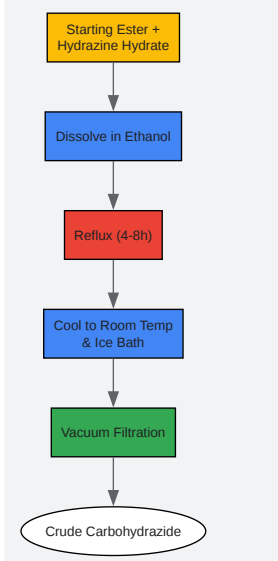 Starting Ester +
Hydrazine Hydrate
Dissolve in Ethanol
Reflux (4-8h)
Cool to Room Temp
& Ice Bath
Vacuum Filtration
Crude Carbohydrazide